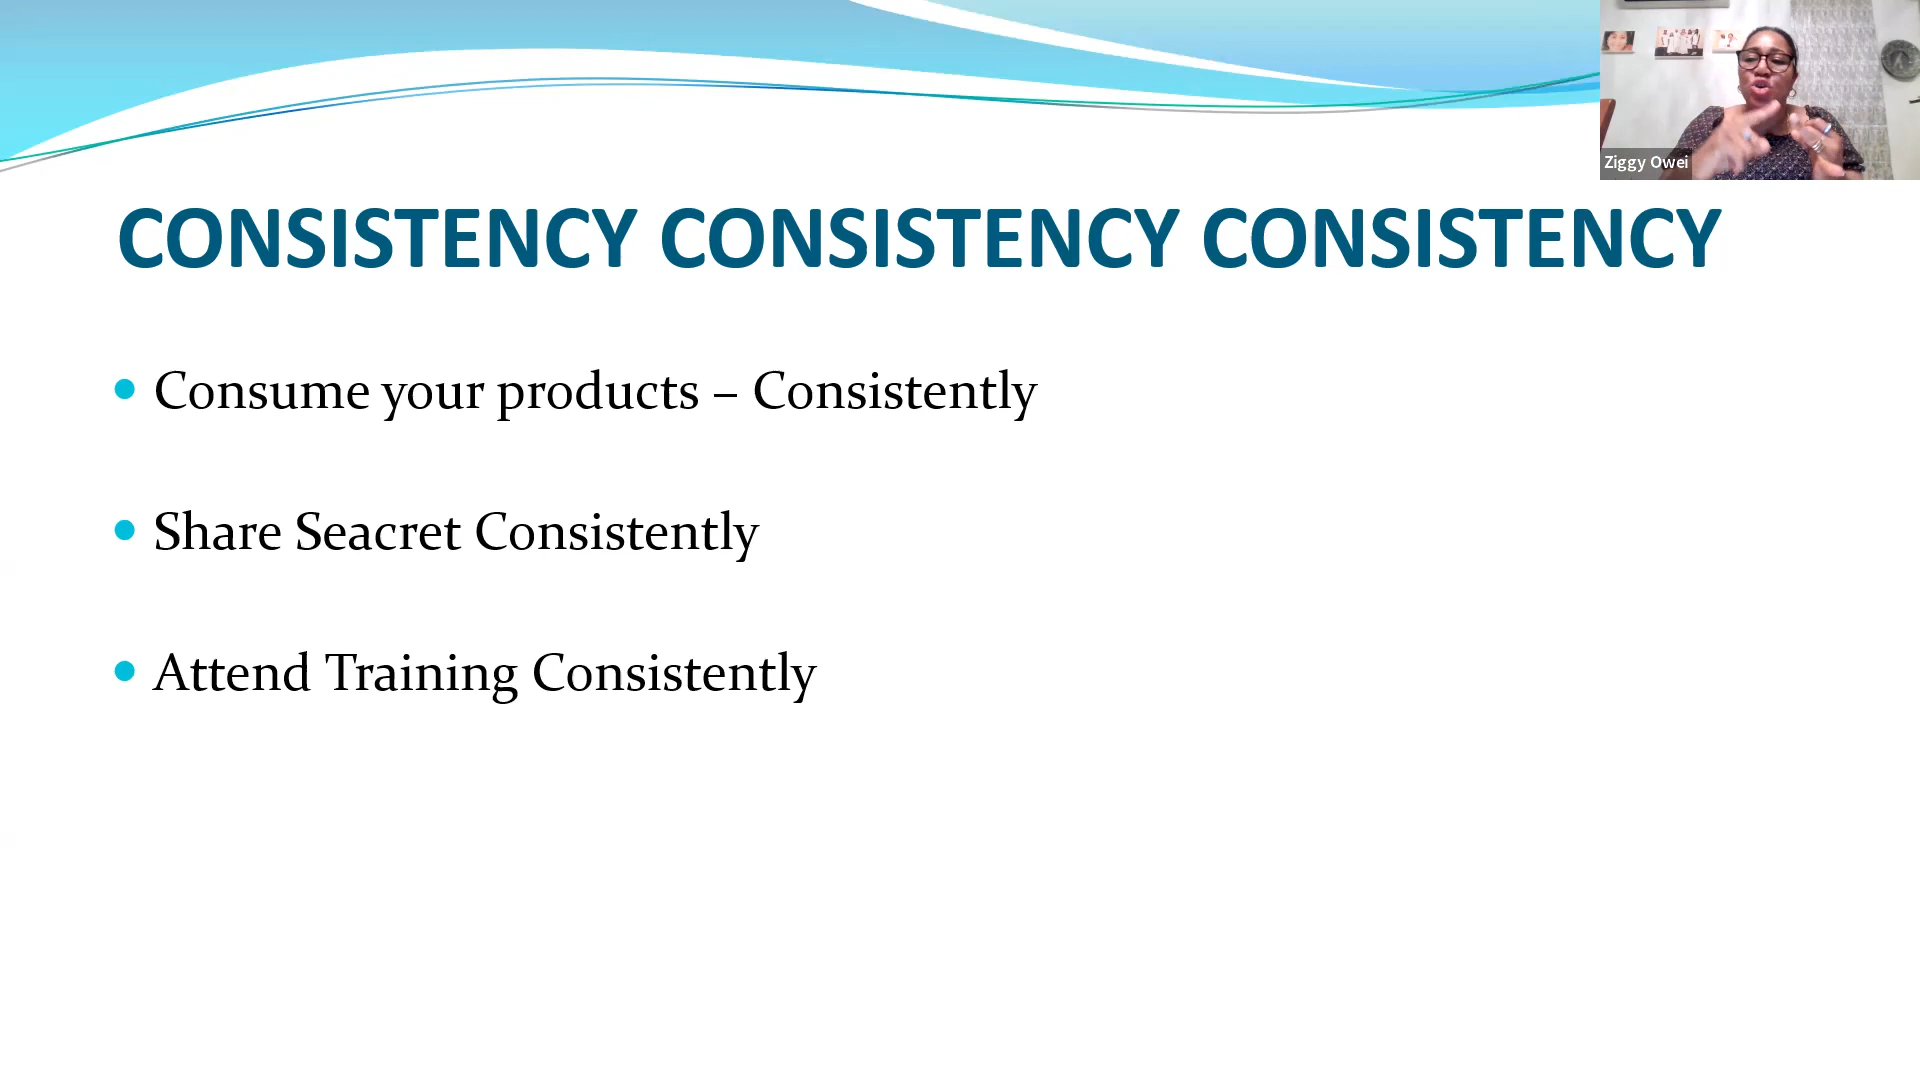 Ziggy Owei
CONSISTENCY CONSISTENCY CONSISTENCY
• Consume your products – Consistently
• Share Seacret Consistently
• Attend Training Consistently